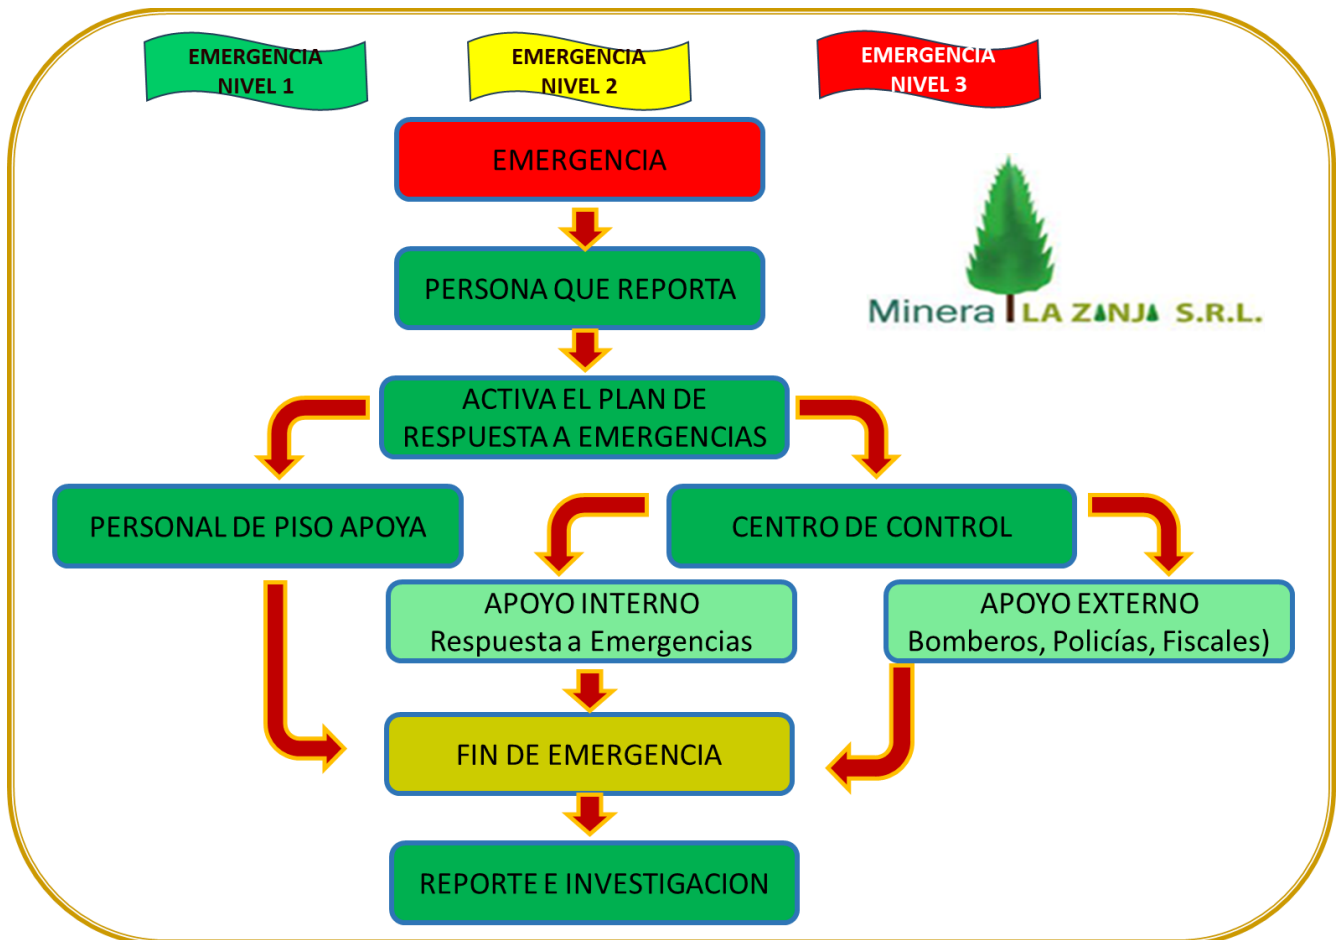 EMERGENCIA
NIVEL 1
EMERGENCIA
NIVEL 2
EMERGENCIA
NIVEL 3
EMERGENCIA
PERSONA QUE REPORTA
Minera LA ZANJA S.R.L.
ACTIVA EL PLAN DE
RESPUESTA A EMERGENCIAS
PERSONAL DE PISO APOYA
CENTRO DE CONTROL
APOYO INTERNO
Respuesta a Emergencias
APOYO EXTERNO
Bomberos, Policías, Fiscales)
FIN DE EMERGENCIA
REPORTE E INVESTIGACION